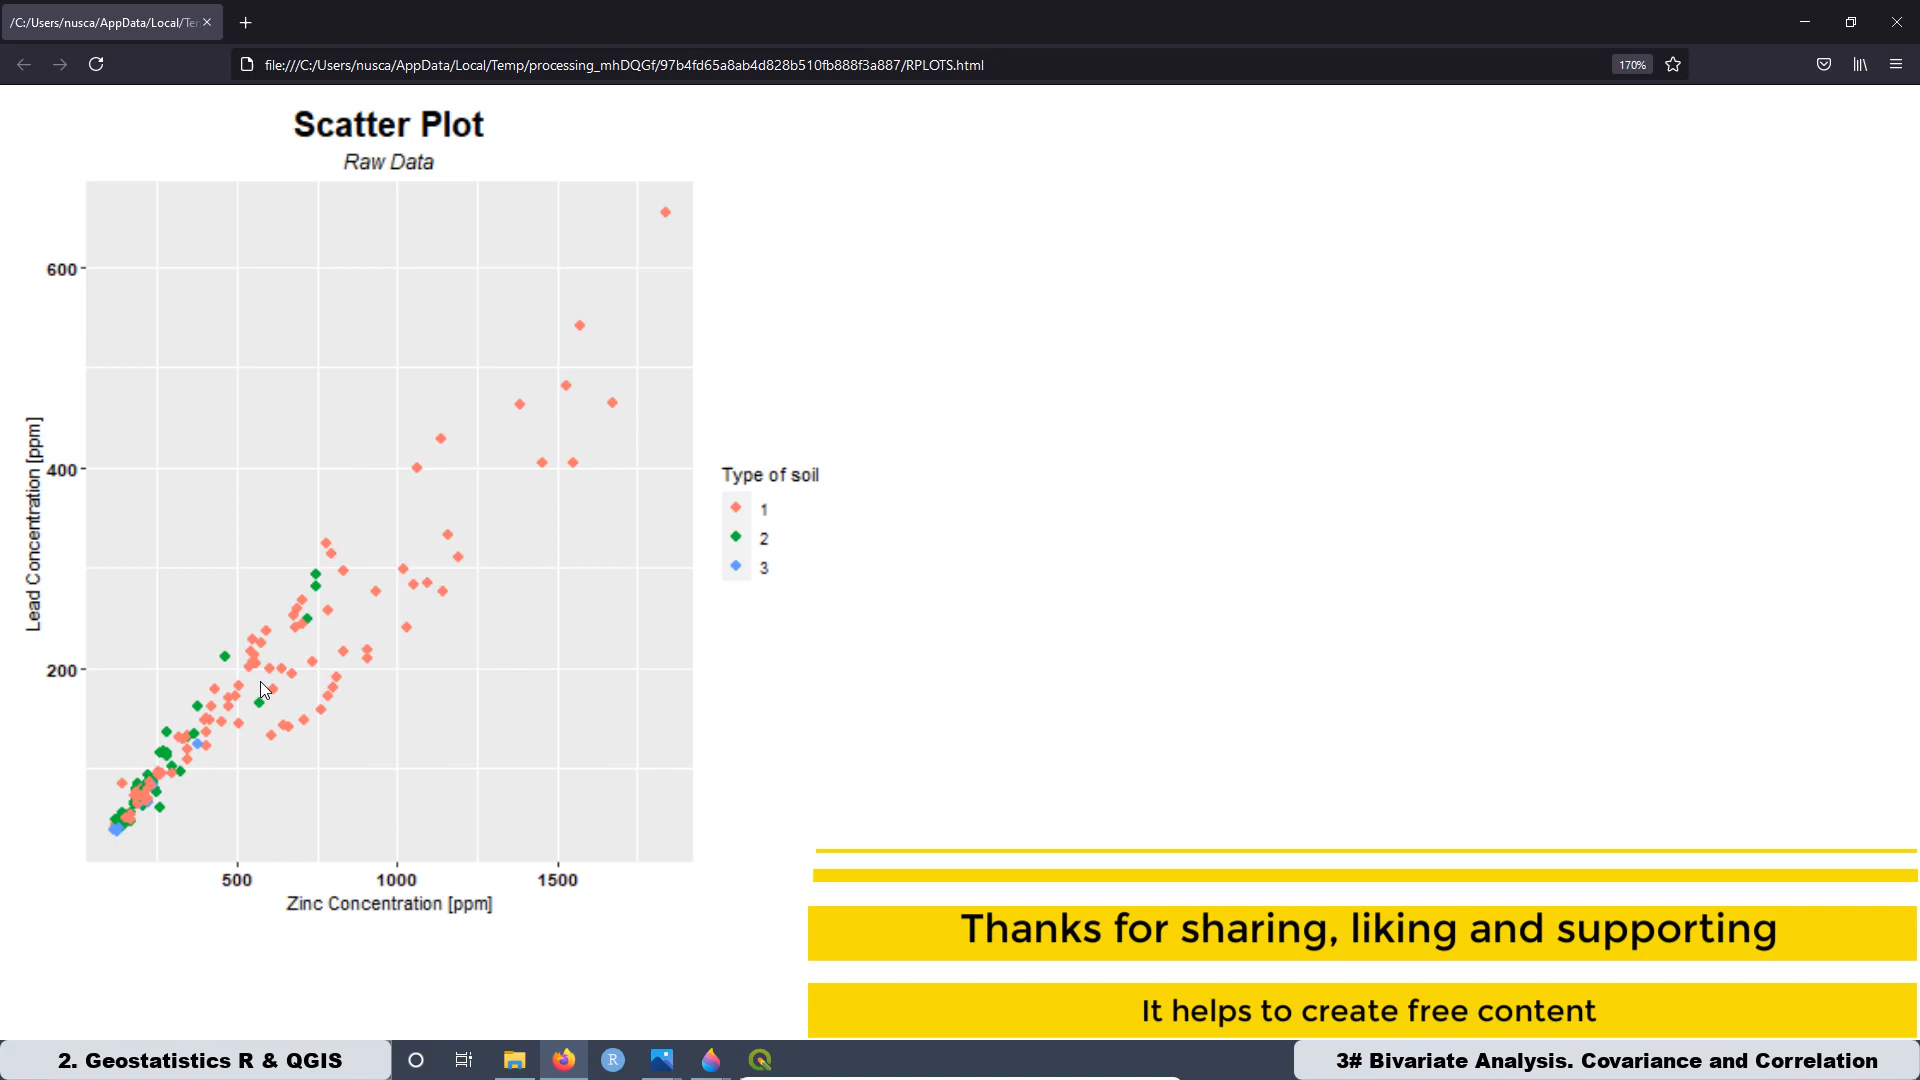 /C:/Users/nusca/AppData/Local/Te
file:///C:/Users/nusca/AppData/Local/Temp/processing_mhDQGf/97b4fd65a8ab4d828b510fb888f3a887/RPLOTS.html
170%
Scatter Plot
Raw Data
600
400
200
Lead Concentration [ppm]
500
1000
1500
Zinc Concentration [ppm]
Type of soil
1
2
3
Thanks for sharing, liking and supporting
It helps to create free content
2. Geostatistics R & QGIS
R
3# Bivariate Analysis. Covariance and Correlation